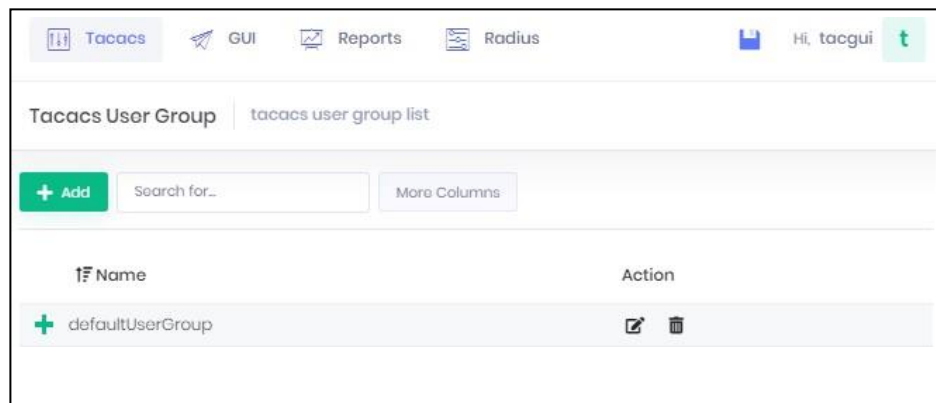 Tacacs GUI Reports Radius Hi, tacgui t
Tacacs User Group tacacs user group list
Add Search for... More Columns
Name Action
defaultUserGroup